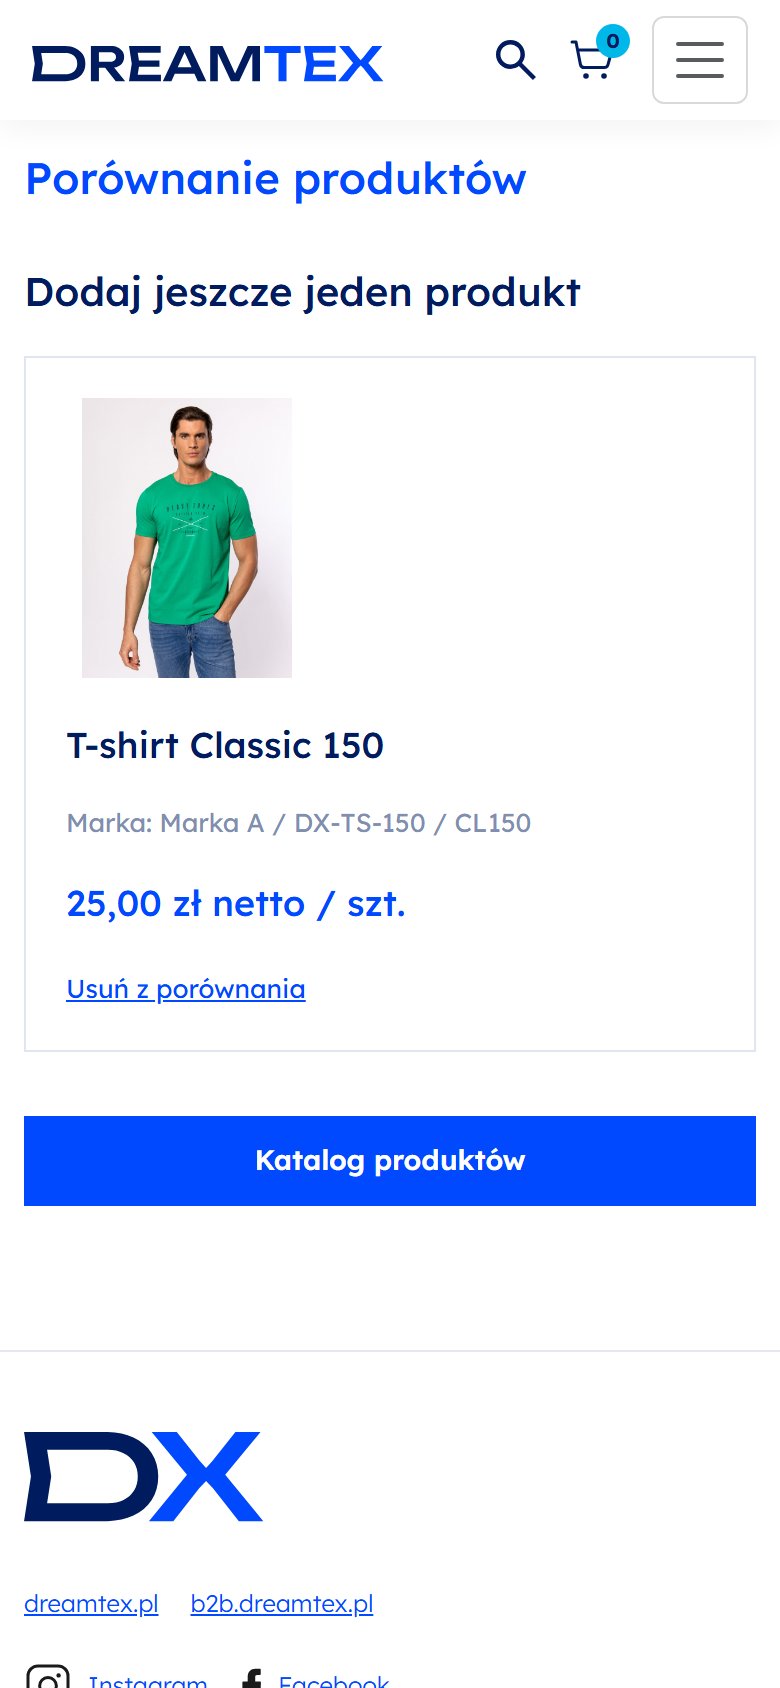 DREAMTEX
0
Porównanie produktów
Dodaj jeszcze jeden produkt
T-shirt Classic 150
Marka: Marka A / DX-TS-150 / CL150
25,00 zł netto / szt.
Usuń z porównania
Katalog produktów
DX
dreamtex.pl b2b.dreamtex.pl
Instagram Facebook